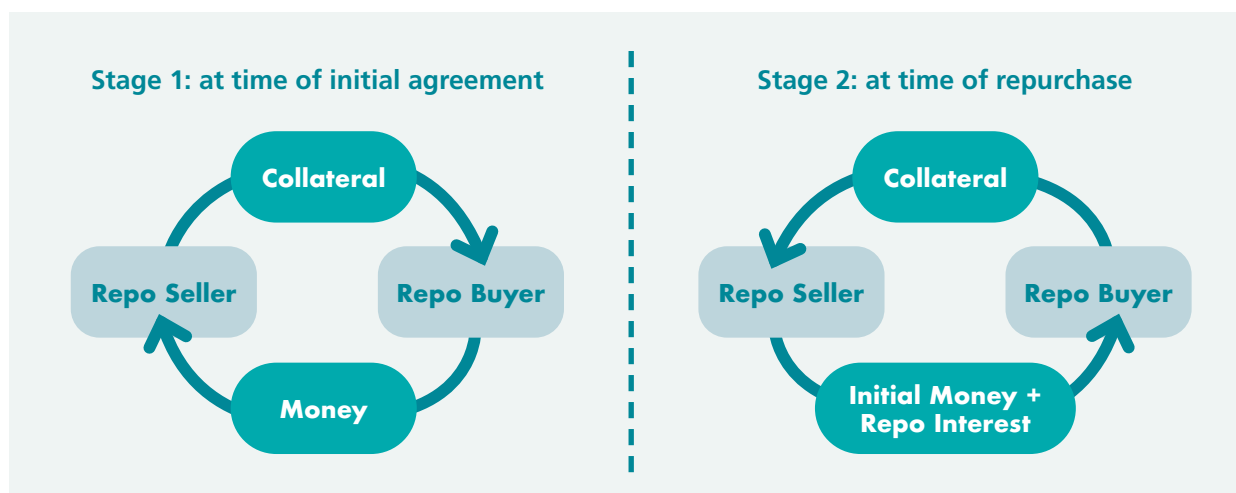 Stage 1: at time of initial agreement
Collateral
Repo Seller
Repo Buyer
Money
Stage 2: at time of repurchase
Collateral
Repo Seller
Repo Buyer
Initial Money +
Repo Interest